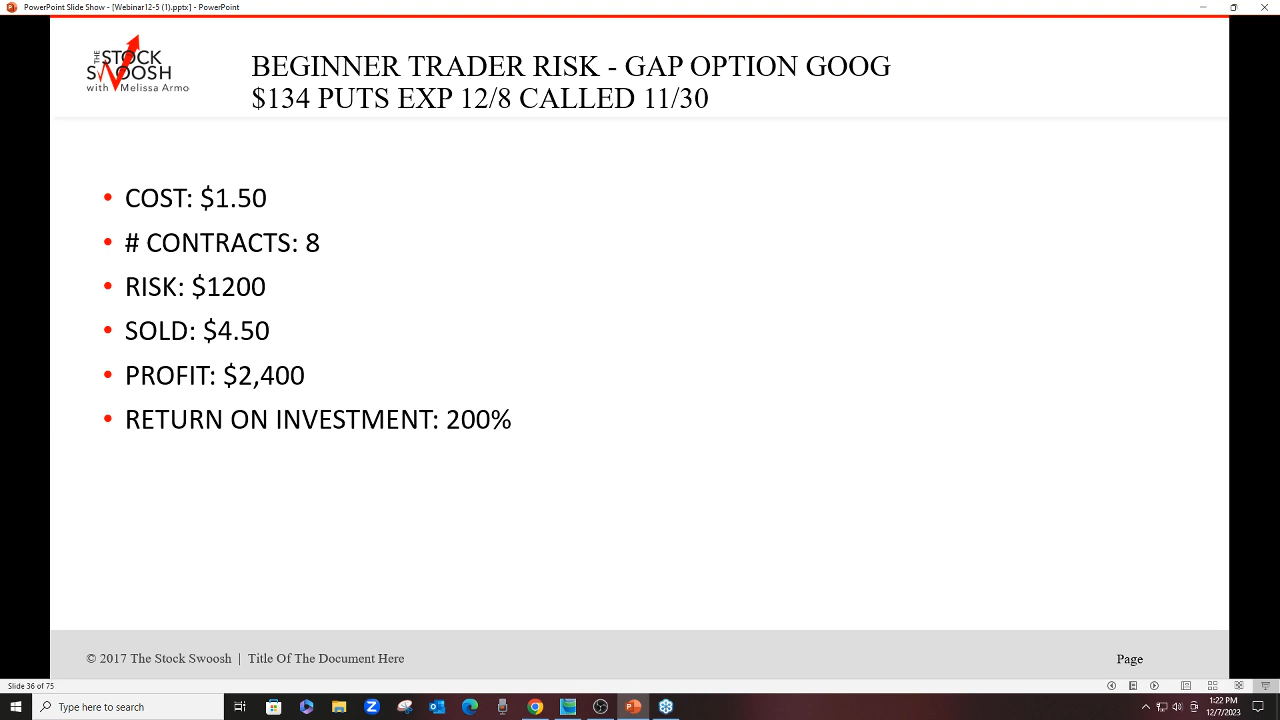 PowerPoint Slide Show - [Webinar12-5 (1).pptx] - PowerPoint
THE
STOCK
SWOOSH
with Melissa Armo
BEGINNER TRADER RISK - GAP OPTION GOOG
$134 PUTS EXP 12/8 CALLED 11/30
• COST: $1.50
• # CONTRACTS: 8
• RISK: $1200
• SOLD: $4.50
• PROFIT: $2,400
• RETURN ON INVESTMENT: 200%
© 2017 The Stock Swoosh | Title Of The Document Here
Page
Slide 36 of 75
Type here to search
1:22 PM
12/7/2023